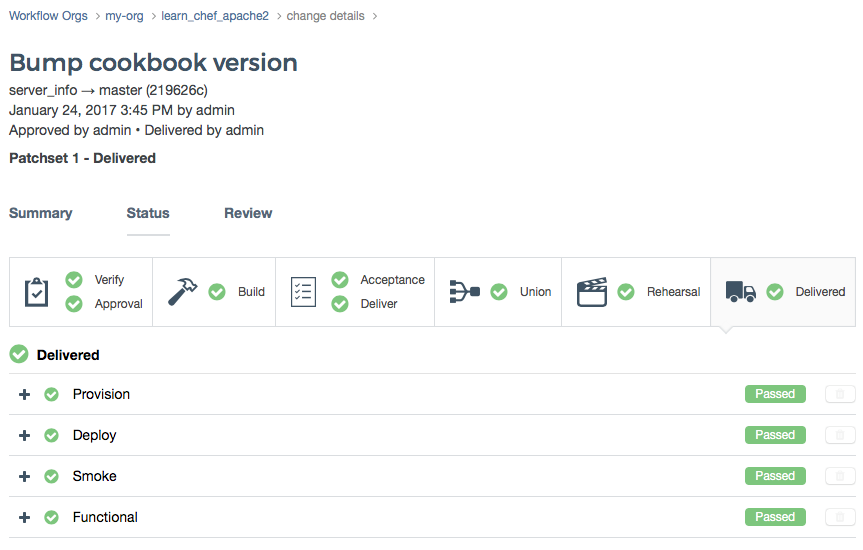 Workflow Orgs > my-org > learn_chef_apache2 > change details >
Bump cookbook version
server_info → master (219626c)
January 24, 2017 3:45 PM by admin
Approved by admin • Delivered by admin
Patchset 1 - Delivered
Summary Status Review
Verify
Approval
Build
Acceptance
Deliver
Union
Rehearsal
Delivered
Delivered
Provision Passed
Deploy Passed
Smoke Passed
Functional Passed